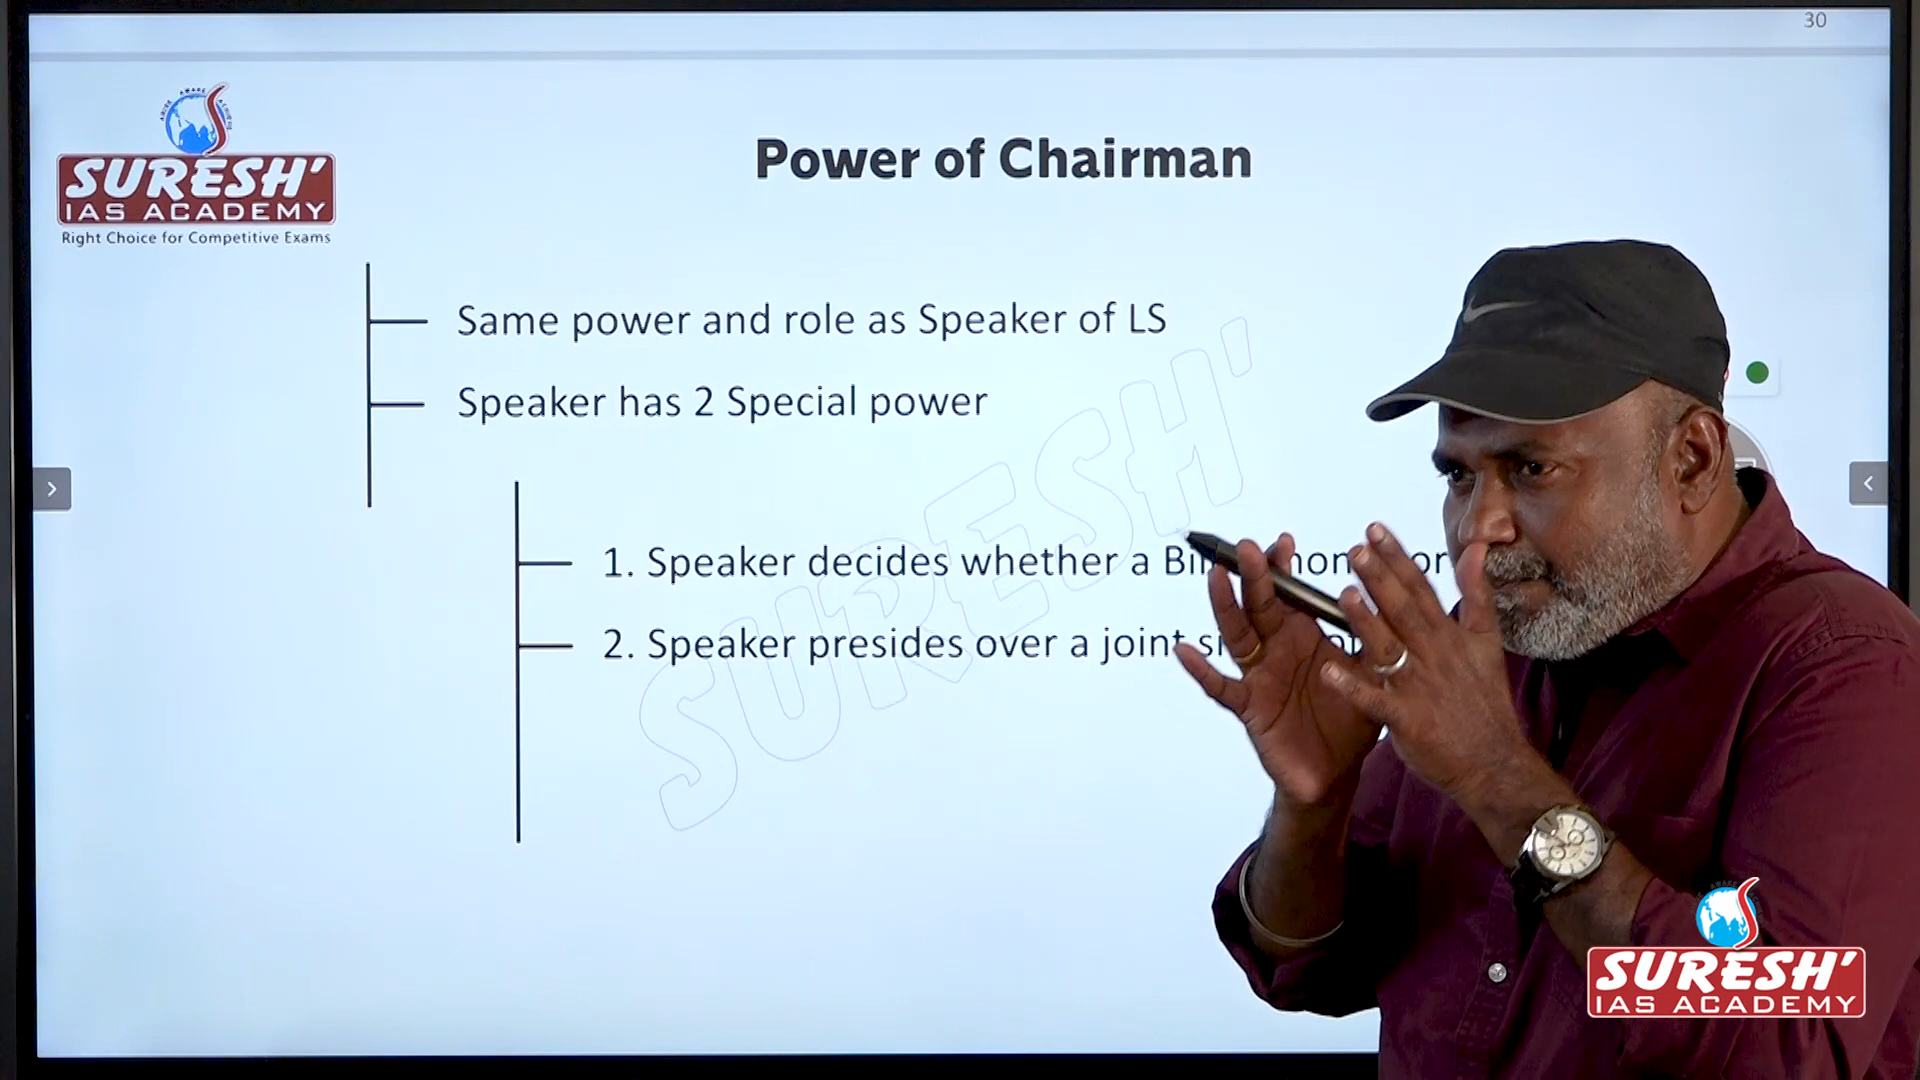 30
SURESH'
IAS ACADEMY
Right Choice for Competitive Exams
Power of Chairman
Same power and role as Speaker of LS
Speaker has 2 Special power
1. Speaker decides whether a or
2. Speaker presides over a joint
SURESH'
SURESH'
IAS ACADEMY